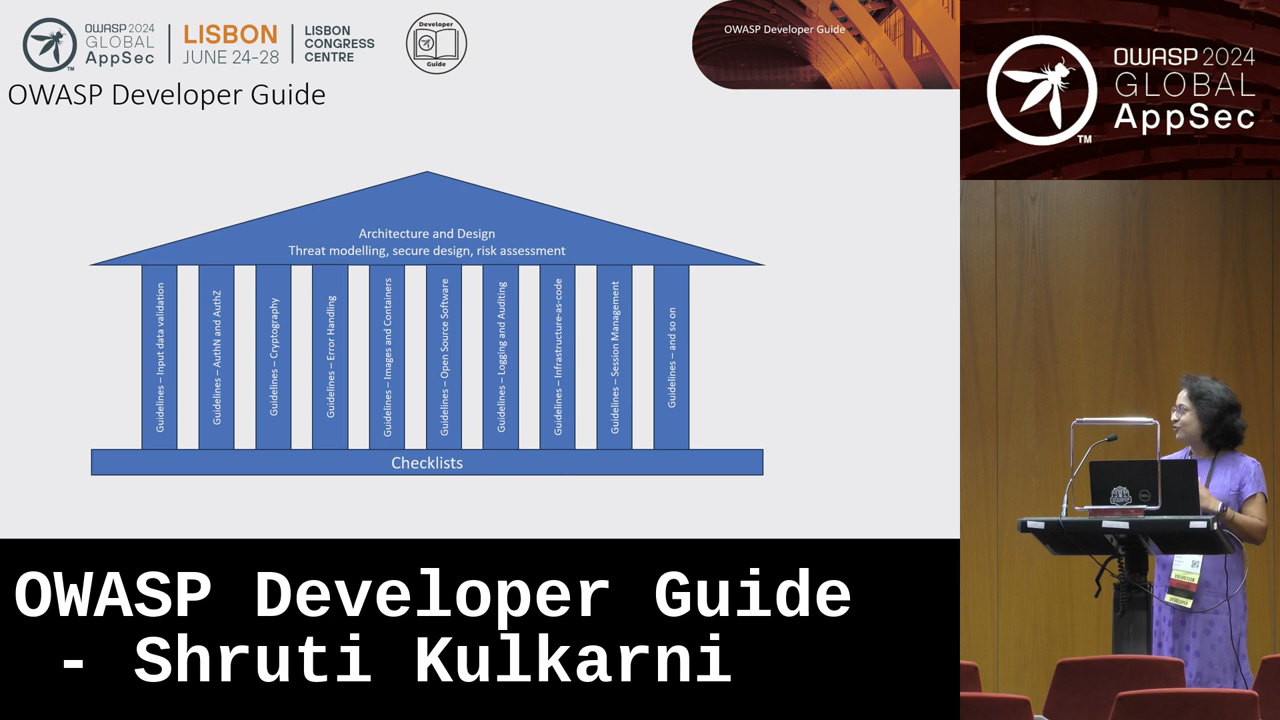 OWASP 2024
GLOBAL
AppSec
TM
LISBON
JUNE 24-28
LISBON
CONGRESS
CENTRE
Developer
Guide
OWASP Developer Guide
OWASP Developer Guide
Architecture and Design
Threat modelling, secure design, risk assessment
Guidelines – Input data validation
Guidelines – AuthN and AuthZ
Guidelines – Cryptography
Guidelines – Error Handling
Guidelines – Images and Containers
Guidelines – Open Source Software
Guidelines – Logging and Auditing
Guidelines – Infrastructure-as-code
Guidelines – Session Management
Guidelines – and so on
Checklists
OWASP 2024
GLOBAL
AppSec
TM
OWASP Developer Guide
- Shruti Kulkarni